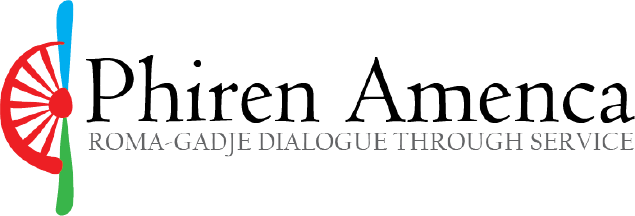 Phiren Amenca
ROMA-GADJE DIALOGUE THROUGH SERVICE